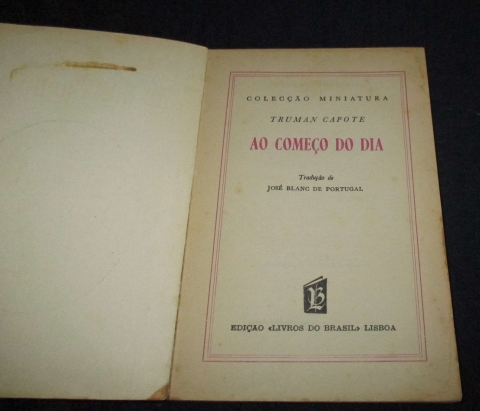 COLECÇÃO MINIATURA
TRUMAN CAPOTE
AO COMEÇO DO DIA
Tradução de
JOSÉ BLANC DE PORTUGAL
LB
EDIÇÃO «LIVROS DO BRASIL» LISBOA